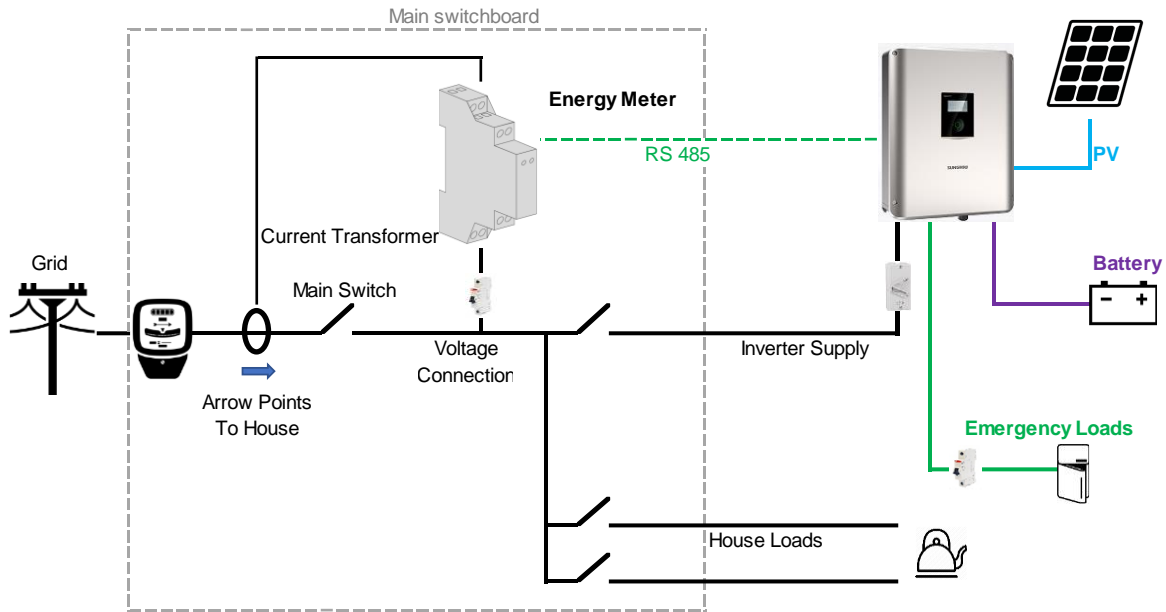 Main switchboard
Energy Meter
RS 485
SUNGROW
PV
Current Transformer
Grid
Main Switch
Battery
Voltage
Connection
Inverter Supply
Arrow Points
To House
Emergency Loads
House Loads